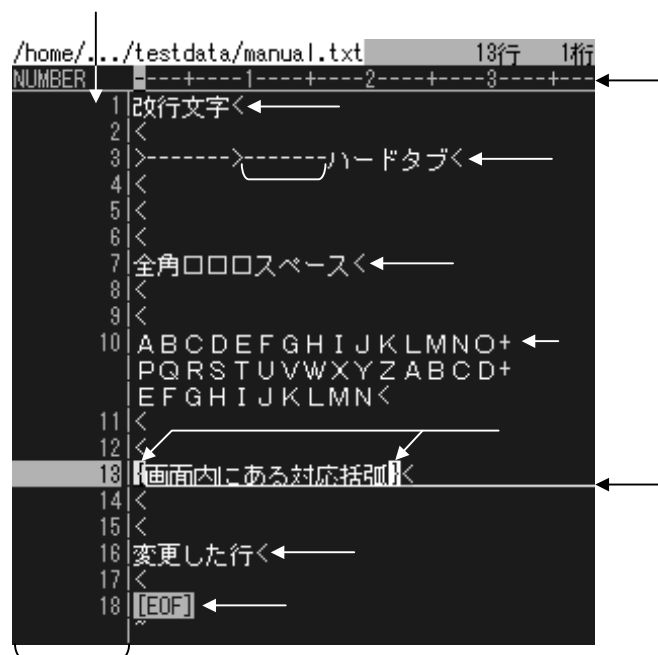 /home/.../testdata/manual.txt 13行 1桁
NUMBER -----+----1----+----2----+----3----+---
1 改行文字<
2 <
3 >------->-------ハードタブ<
4 <
5 <
6 <
7 全角□□□スペース<
8 <
9 <
10 ABCDEFGHIJKLMNO+
PQRSTUVWXYZABCD+
EFGHIJKLMN<
11 <
12 <
13 {画面内にある対応括弧}<
14 <
15 <
16 変更した行<
17 <
18 [EOF]
~